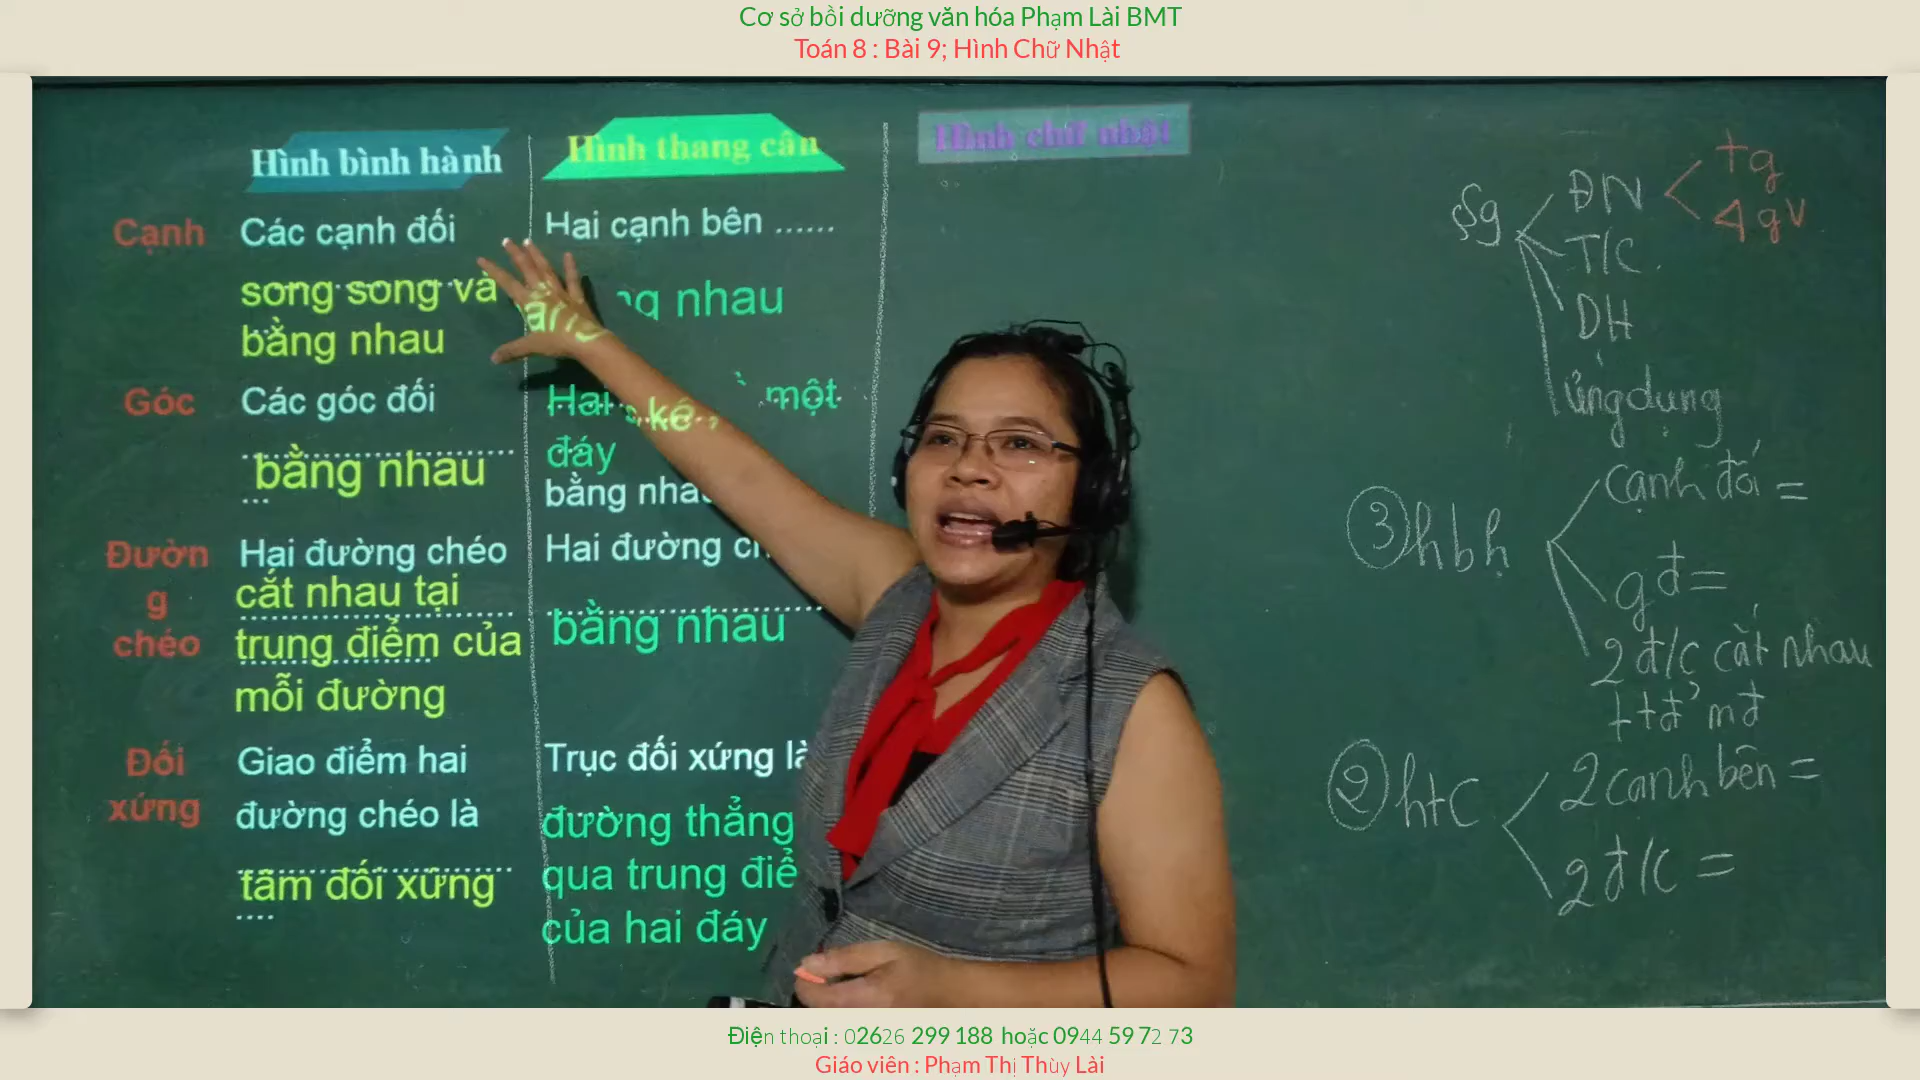 Cơ sở bồi dưỡng văn hóa Phạm Lài BMT
Toán 8 : Bài 9; Hình Chữ Nhật
Hình bình hành
Hình thang cân
Hình chữ nhật
Cạnh
Các cạnh đối
song song và
bằng nhau
Hai cạnh bên ......
nhau
Góc
Các góc đối
bằng nhau
Hai kề một
đáy
bằng
Đườn
g
chéo
Hai đường chéo
cắt nhau tại
trung điểm của
mỗi đường
Hai đường
bằng nhau
Đối
xứng
Giao điểm hai
đường chéo là
tâm đối xứng
Trục đối xứng là
đường thẳng
qua trung
của hai đáy
ĐN
tg
4gV
T/C
DH
ứng dụng
③ hbh
cạnh đối =
gđ =
2 đ/c cắt nhau
t tđ' mđ
② htc
2 cạnh bên =
2 đ/c =
Điện thoại : 02626 299 188 hoặc 0944 59 72 73
Giáo viên : Phạm Thị Thùy Lài